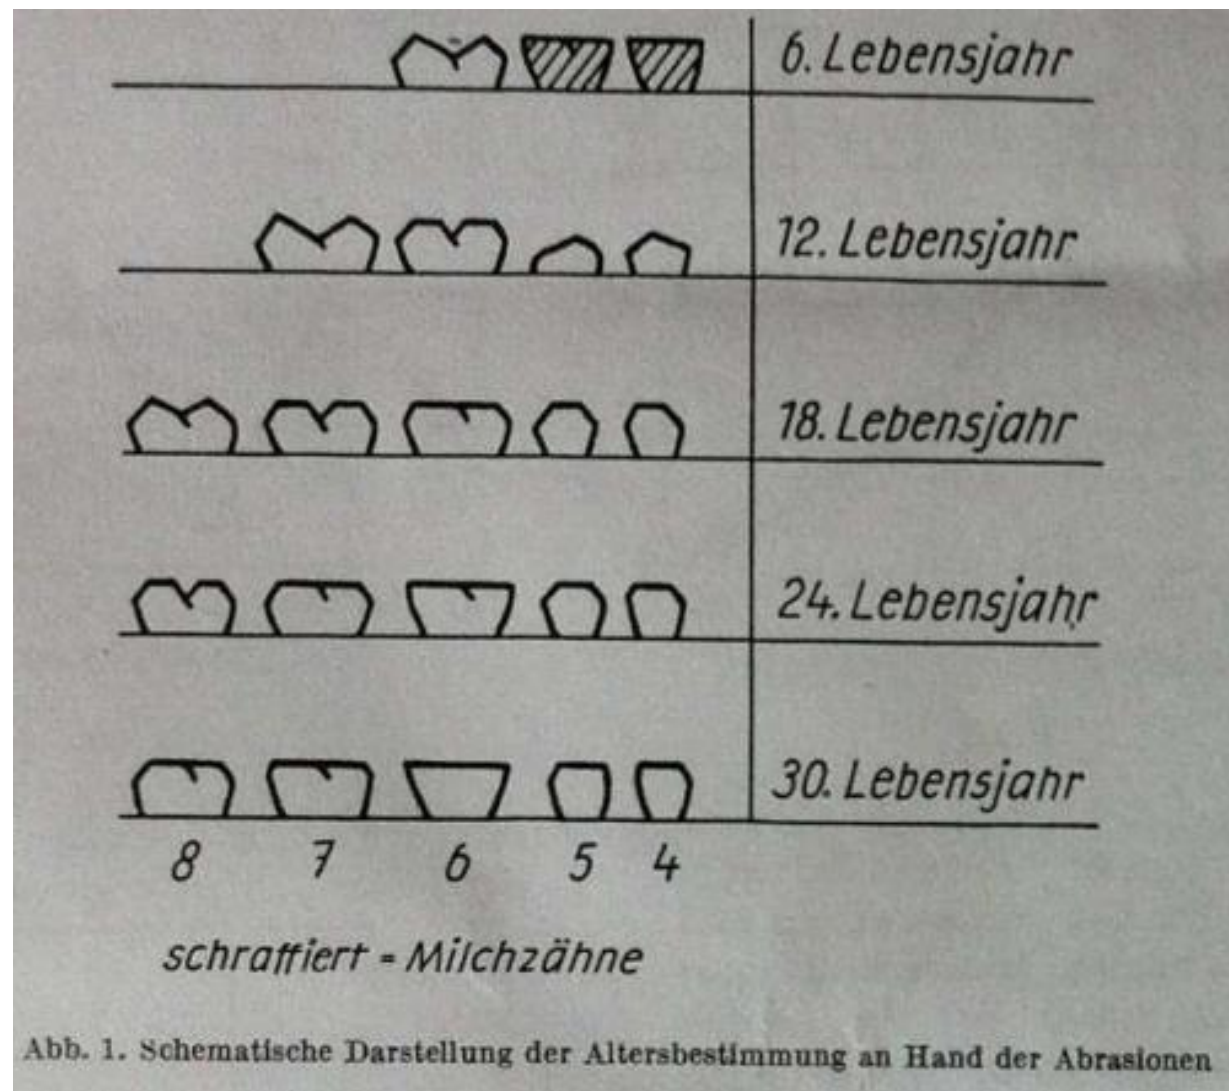 6. Lebensjahr
12. Lebensjahr
18. Lebensjahr
24. Lebensjahr
30. Lebensjahr
8 7 6 5 4
schraffiert = Milchzähne
Abb. 1. Schematische Darstellung der Altersbestimmung an Hand der Abrasionen